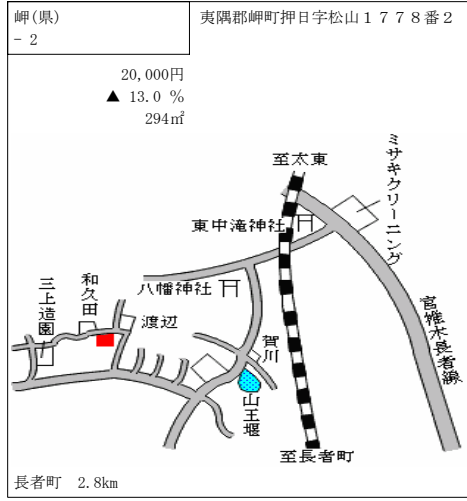 岬(県)
- 2
夷隅郡岬町押日字松山1778番2
20,000円
▲ 13.0 %
294㎡
至太東
ミサキクリーニング
東中滝神社
八幡神社
和久田
三上造園
渡辺
賀川
官椎木長者線
山王堰
至長者町
長者町 2.8km